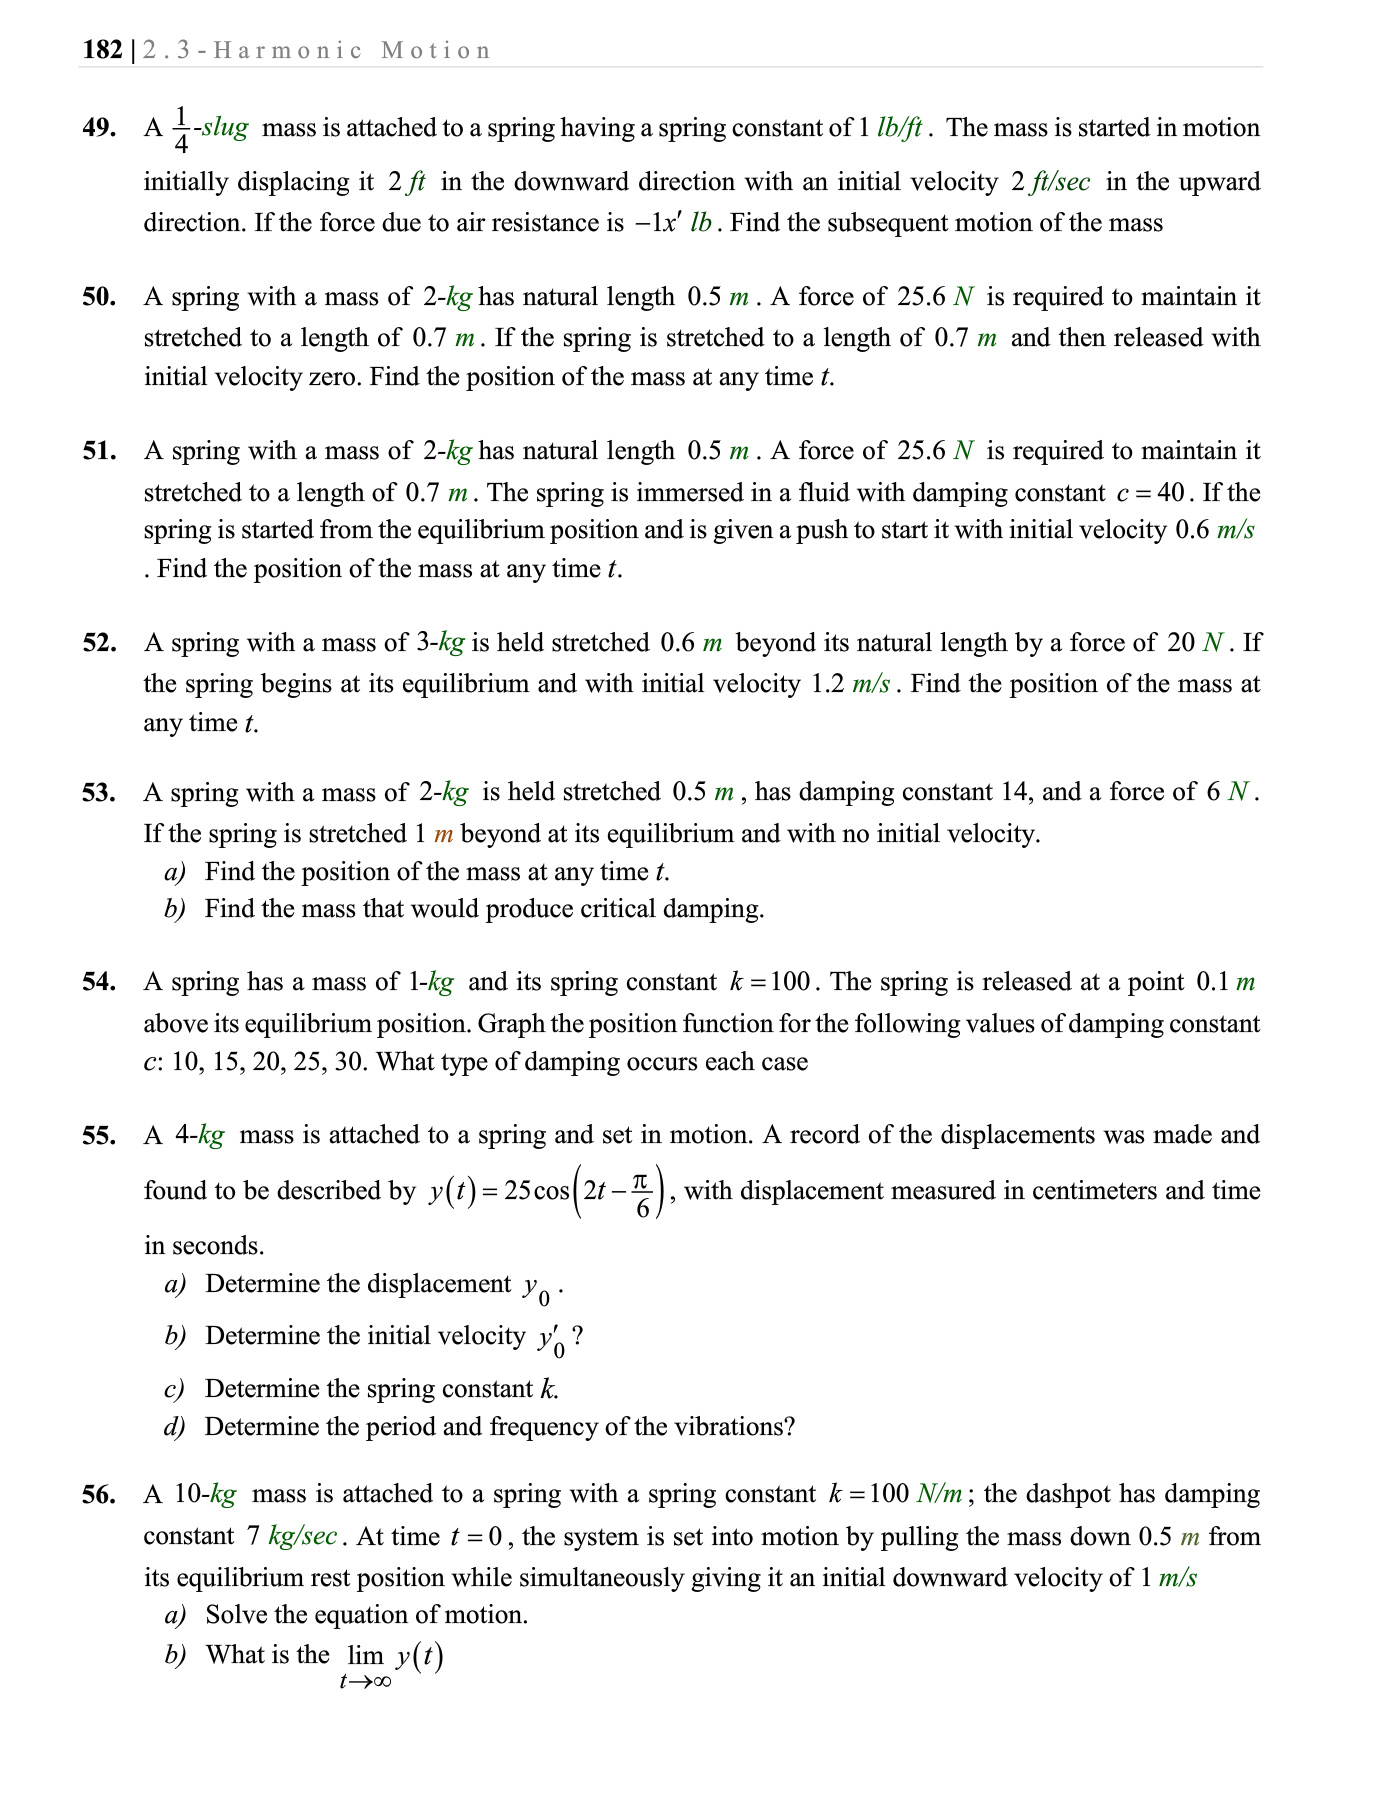 182 | 2.3 - Harmonic Motion
49. A 1/4-slug mass is attached to a spring having a spring constant of 1 lb/ft. The mass is started in motion
initially displacing it 2 ft in the downward direction with an initial velocity 2 ft/sec in the upward
direction. If the force due to air resistance is −1x′ lb. Find the subsequent motion of the mass
50. A spring with a mass of 2-kg has natural length 0.5 m. A force of 25.6 N is required to maintain it
stretched to a length of 0.7 m. If the spring is stretched to a length of 0.7 m and then released with
initial velocity zero. Find the position of the mass at any time t.
51. A spring with a mass of 2-kg has natural length 0.5 m. A force of 25.6 N is required to maintain it
stretched to a length of 0.7 m. The spring is immersed in a fluid with damping constant c = 40. If the
spring is started from the equilibrium position and is given a push to start it with initial velocity 0.6 m/s
. Find the position of the mass at any time t.
52. A spring with a mass of 3-kg is held stretched 0.6 m beyond its natural length by a force of 20 N. If
the spring begins at its equilibrium and with initial velocity 1.2 m/s. Find the position of the mass at
any time t.
53. A spring with a mass of 2-kg is held stretched 0.5 m, has damping constant 14, and a force of 6 N.
If the spring is stretched 1 m beyond at its equilibrium and with no initial velocity.
a) Find the position of the mass at any time t.
b) Find the mass that would produce critical damping.
54. A spring has a mass of 1-kg and its spring constant k = 100. The spring is released at a point 0.1 m
above its equilibrium position. Graph the position function for the following values of damping constant
c: 10, 15, 20, 25, 30. What type of damping occurs each case
55. A 4-kg mass is attached to a spring and set in motion. A record of the displacements was made and
found to be described by y(t) = 25cos(2t − π/6), with displacement measured in centimeters and time
in seconds.
a) Determine the displacement y₀.
b) Determine the initial velocity y′₀?
c) Determine the spring constant k.
d) Determine the period and frequency of the vibrations?
56. A 10-kg mass is attached to a spring with a spring constant k = 100 N/m; the dashpot has damping
constant 7 kg/sec. At time t = 0, the system is set into motion by pulling the mass down 0.5 m from
its equilibrium rest position while simultaneously giving it an initial downward velocity of 1 m/s
a) Solve the equation of motion.
b) What is the lim y(t)
t→∞